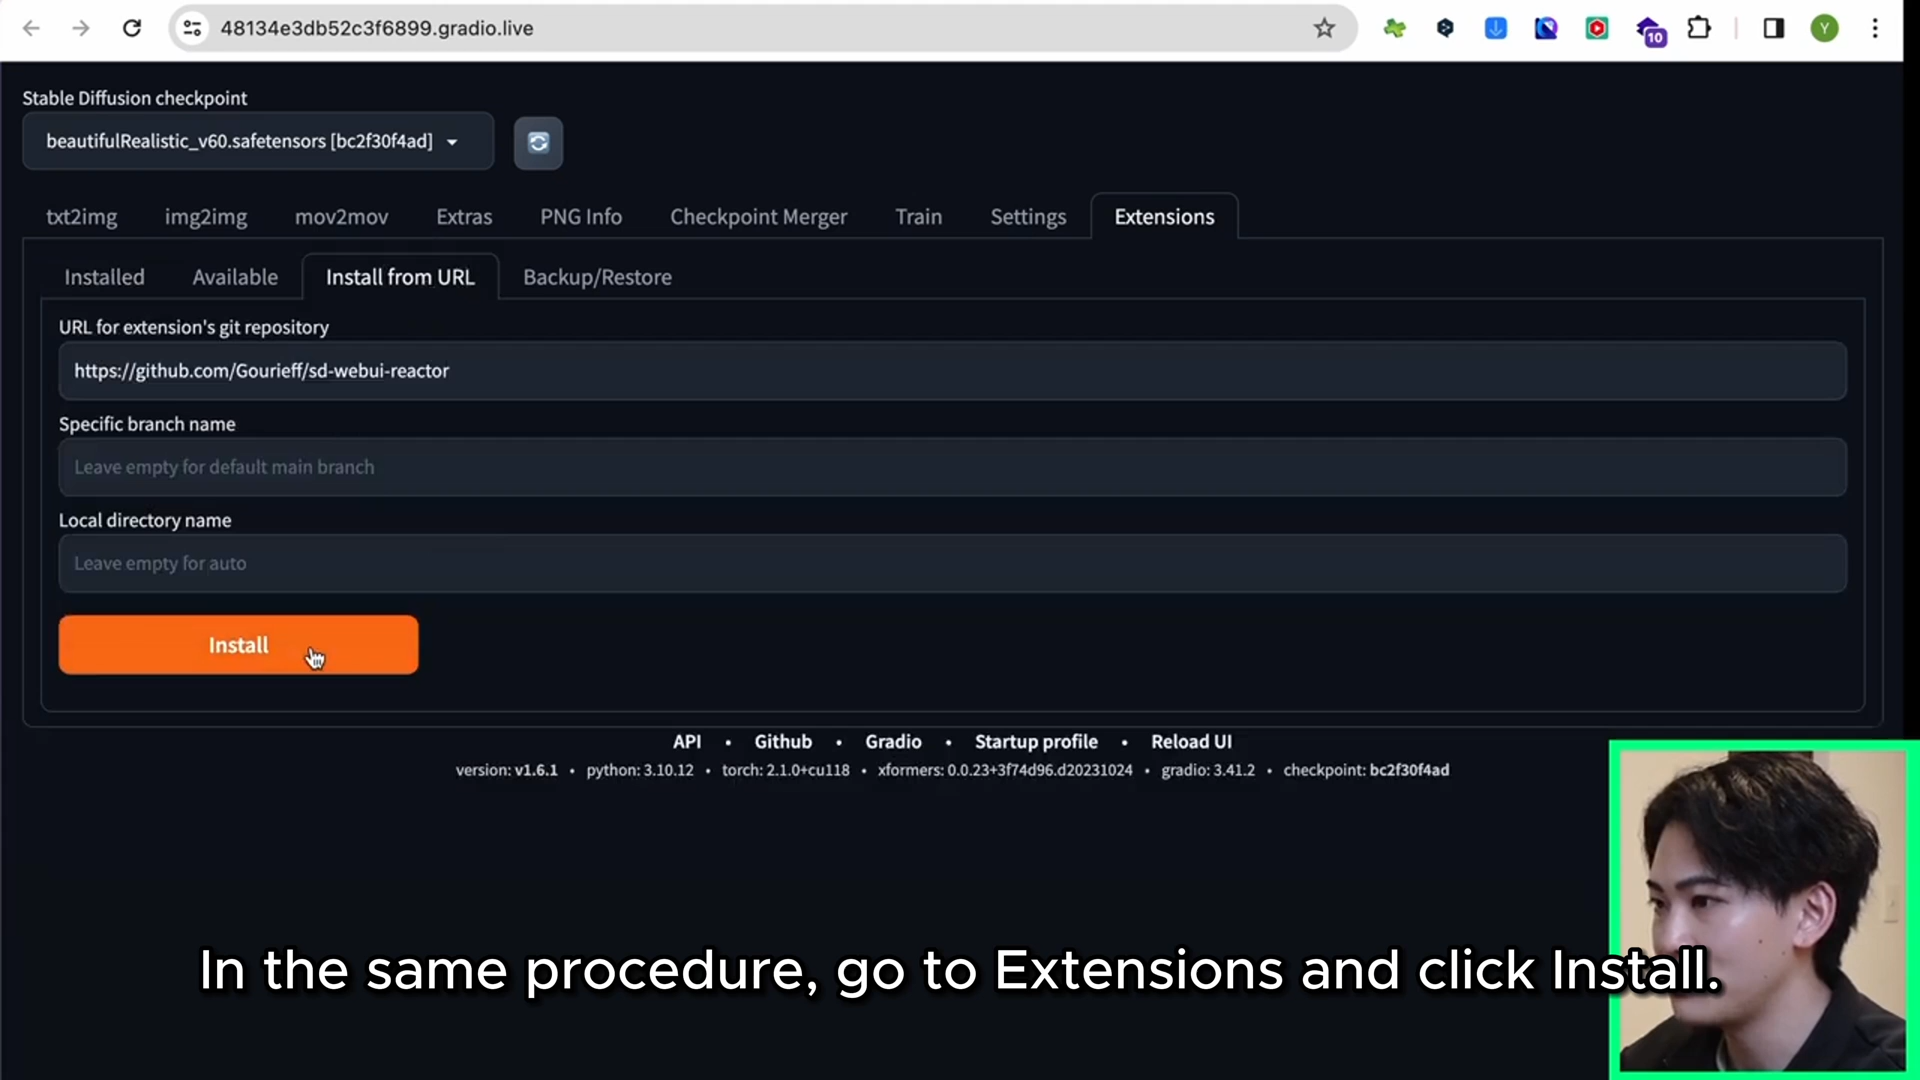 48134e3db52c3f6899.gradio.live
10
Y
Stable Diffusion checkpoint
beautifulRealistic_v60.safetensors [bc2f30f4ad]
txt2img img2img mov2mov Extras PNG Info Checkpoint Merger Train Settings Extensions
Installed Available Install from URL Backup/Restore
URL for extension's git repository
https://github.com/Gourieff/sd-webui-reactor
Specific branch name
Leave empty for default main branch
Local directory name
Leave empty for auto
Install
API • Github • Gradio • Startup profile • Reload UI
version: v1.6.1 • python: 3.10.12 • torch: 2.1.0+cu118 • xformers: 0.0.23+3f74d96.d20231024 • gradio: 3.41.2 • checkpoint: bc2f30f4ad
In the same procedure, go to Extensions and click Install.